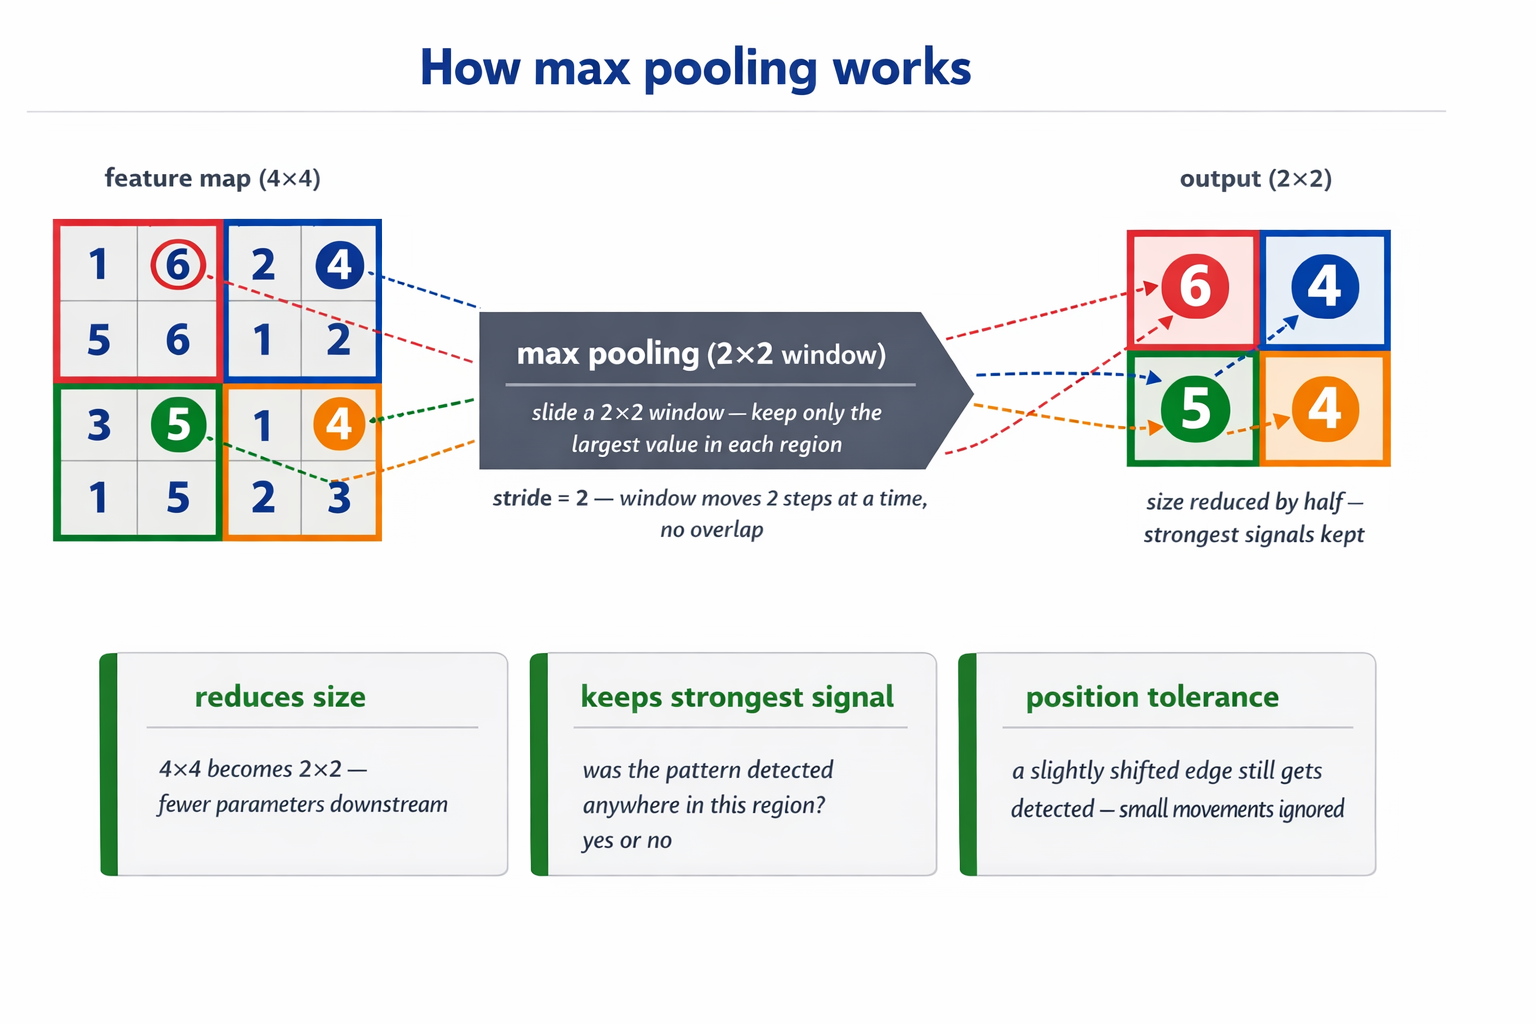 How max pooling works
feature map (4×4)
output (2×2)
1 6 2 4
5 6 1 2
3 5 1 4
1 5 2 3
max pooling (2×2 window)
slide a 2×2 window — keep only the
largest value in each region
stride = 2 — window moves 2 steps at a time,
no overlap
6 4
5 4
size reduced by half —
strongest signals kept
reduces size
4×4 becomes 2×2 —
fewer parameters downstream
keeps strongest signal
was the pattern detected
anywhere in this region?
yes or no
position tolerance
a slightly shifted edge still gets
detected — small movements ignored